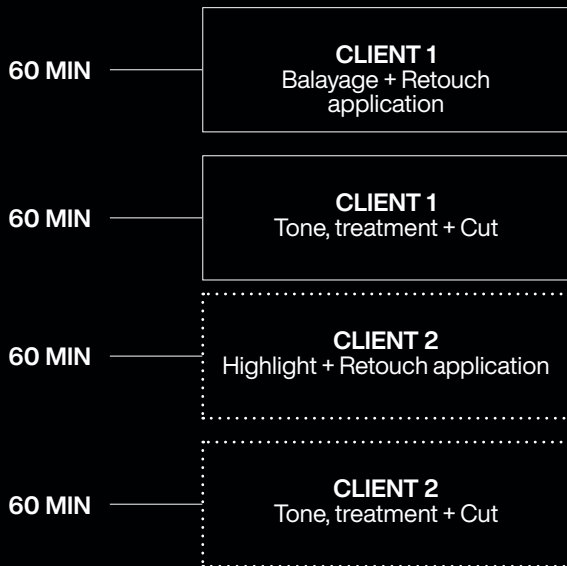 60 MIN
CLIENT 1
Balayage + Retouch
application
60 MIN
CLIENT 1
Tone, treatment + Cut
60 MIN
CLIENT 2
Highlight + Retouch application
60 MIN
CLIENT 2
Tone, treatment + Cut